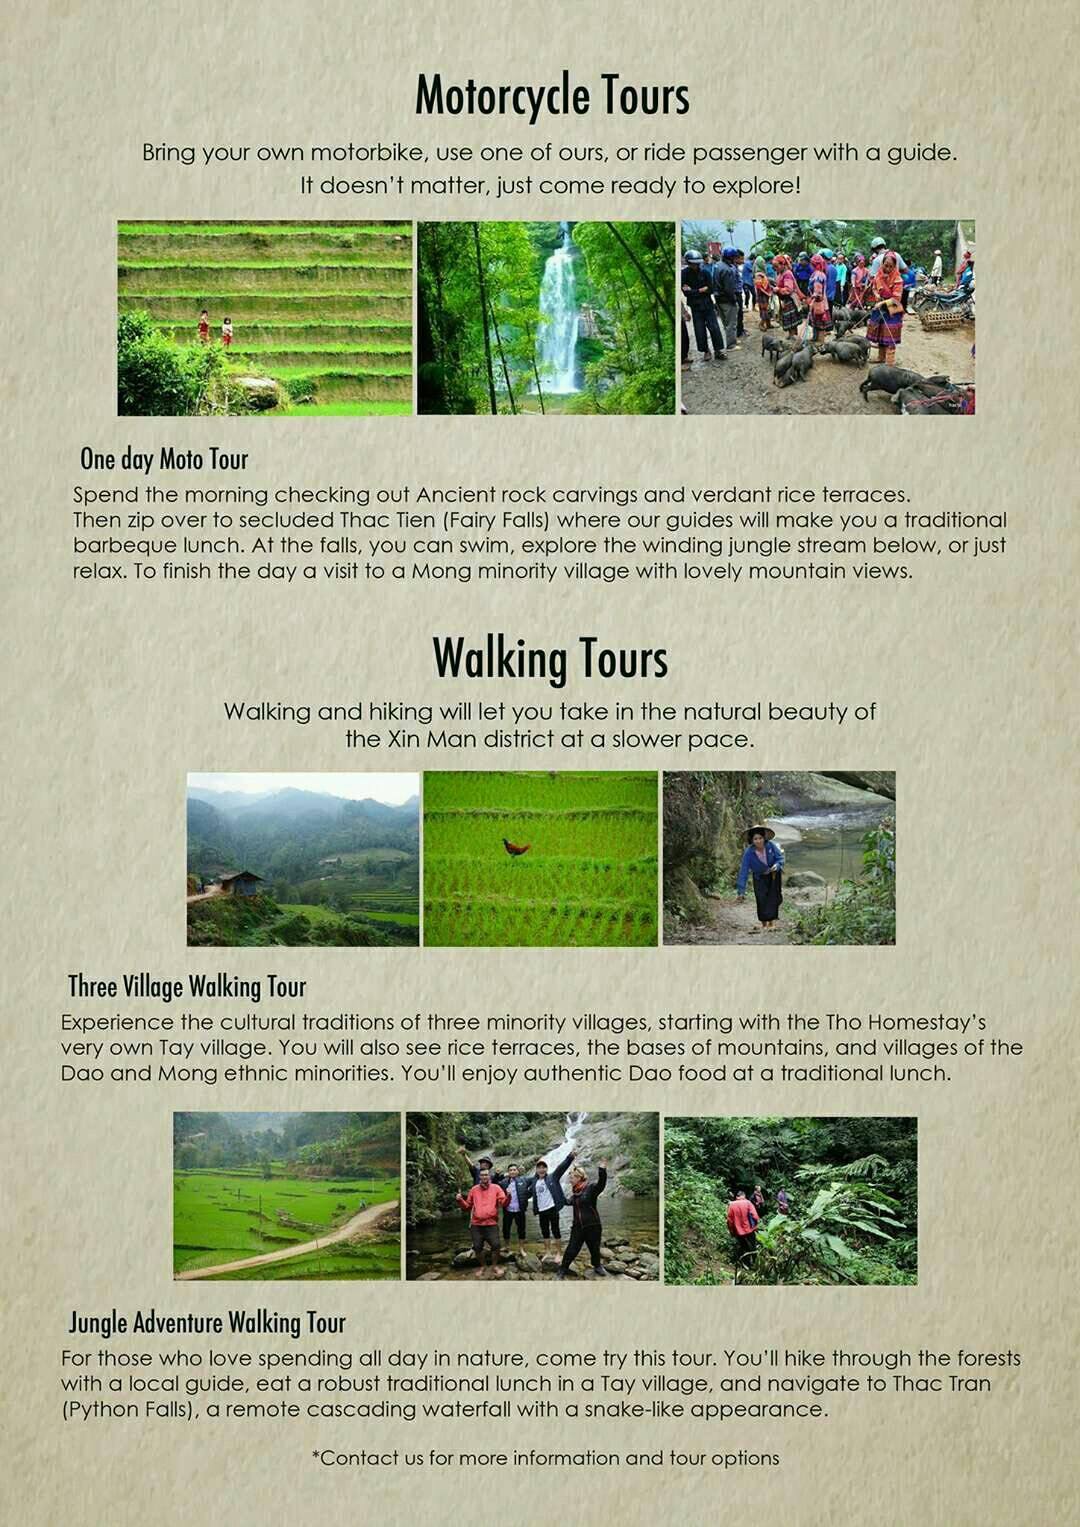 Motorcycle Tours
Bring your own motorbike, use one of ours, or ride passenger with a guide.
It doesn't matter, just come ready to explore!
One day Moto Tour
Spend the morning checking out Ancient rock carvings and verdant rice terraces.
Then zip over to secluded Thac Tien (Fairy Falls) where our guides will make you a traditional
barbeque lunch. At the falls, you can swim, explore the winding jungle stream below, or just
relax. To finish the day a visit to a Mong minority village with lovely mountain views.
Walking Tours
Walking and hiking will let you take in the natural beauty of
the Xin Man district at a slower pace.
Three Village Walking Tour
Experience the cultural traditions of three minority villages, starting with the Tho Homestay's
very own Tay village. You will also see rice terraces, the bases of mountains, and villages of the
Dao and Mong ethnic minorities. You'll enjoy authentic Dao food at a traditional lunch.
Jungle Adventure Walking Tour
For those who love spending all day in nature, come try this tour. You'll hike through the forests
with a local guide, eat a robust traditional lunch in a Tay village, and navigate to Thac Tran
(Python Falls), a remote cascading waterfall with a snake-like appearance.
*Contact us for more information and tour options